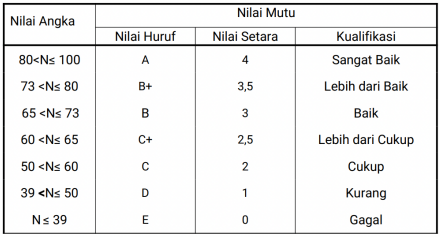 Nilai Angka Nilai Mutu
Nilai Huruf Nilai Setara Kualifikasi
80<N≤ 100 A 4 Sangat Baik
73 <N≤ 80 B+ 3,5 Lebih dari Baik
65 <N≤ 73 B 3 Baik
60 <N≤ 65 C+ 2,5 Lebih dari Cukup
50 <N≤ 60 C 2 Cukup
39 <N≤ 50 D 1 Kurang
N ≤ 39 E 0 Gagal